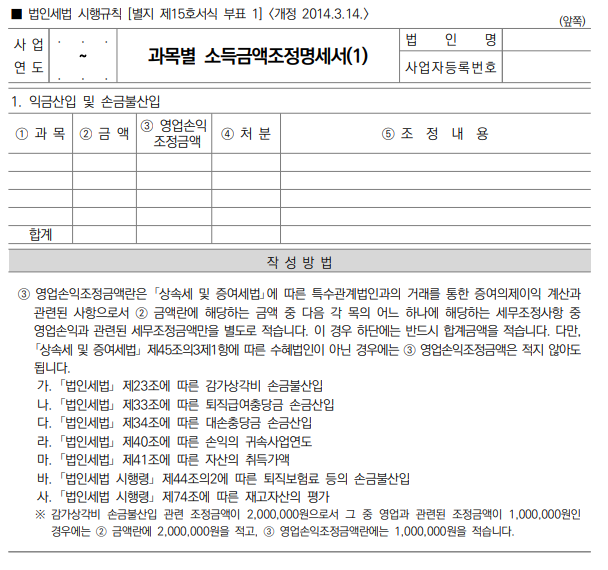 ■ 법인세법 시행규칙 [별지 제15호서식 부표 1] <개정 2014.3.14.>
(앞쪽)
사 업
연 도
. .
~
. .
과목별 소득금액조정명세서(1)
법 인 명
사업자등록번호
1. 익금산입 및 손금불산입
① 과 목 ② 금 액 ③ 영업손익 조정금액 ④ 처 분 ⑤ 조 정 내 용
합계
작 성 방 법
③ 영업손익조정금액란은 「상속세 및 증여세법」에 따른 특수관계법인과의 거래를 통한 증여의제이익 계산과
관련된 사항으로서 ② 금액란에 해당하는 금액 중 다음 각 목의 어느 하나에 해당하는 세무조정사항 중
영업손익과 관련된 세무조정금액만을 별도로 적습니다. 이 경우 하단에는 반드시 합계금액을 적습니다. 다만,
「상속세 및 증여세법」 제45조의3제1항에 따른 수혜법인이 아닌 경우에는 ③ 영업손익조정금액은 적지 않아도
됩니다.
가. 「법인세법」 제23조에 따른 감가상각비 손금불산입
나. 「법인세법」 제33조에 따른 퇴직급여충당금 손금산입
다. 「법인세법」 제34조에 따른 대손충당금 손금산입
라. 「법인세법」 제40조에 따른 손익의 귀속사업연도
마. 「법인세법」 제41조에 따른 자산의 취득가액
바. 「법인세법 시행령」 제44조의2에 따른 퇴직보험료 등의 손금불산입
사. 「법인세법 시행령」 제74조에 따른 재고자산의 평가
※ 감가상각비 손금불산입 관련 조정금액이 2,000,000원으로서 그 중 영업과 관련된 조정금액이 1,000,000원인
경우에는 ② 금액란에 2,000,000원을 적고, ③ 영업손익조정금액란에는 1,000,000원을 적습니다.